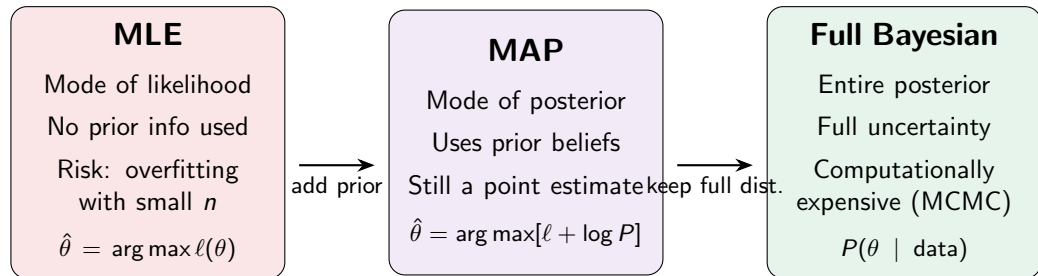 MLE
Mode of likelihood
No prior info used
Risk: overfitting
with small n
θ̂ = arg max ℓ(θ)
add prior
MAP
Mode of posterior
Uses prior beliefs
Still a point estimate
θ̂ = arg max[ℓ + log P]
keep full dist.
Full Bayesian
Entire posterior
Full uncertainty
Computationally
expensive (MCMC)
P(θ | data)